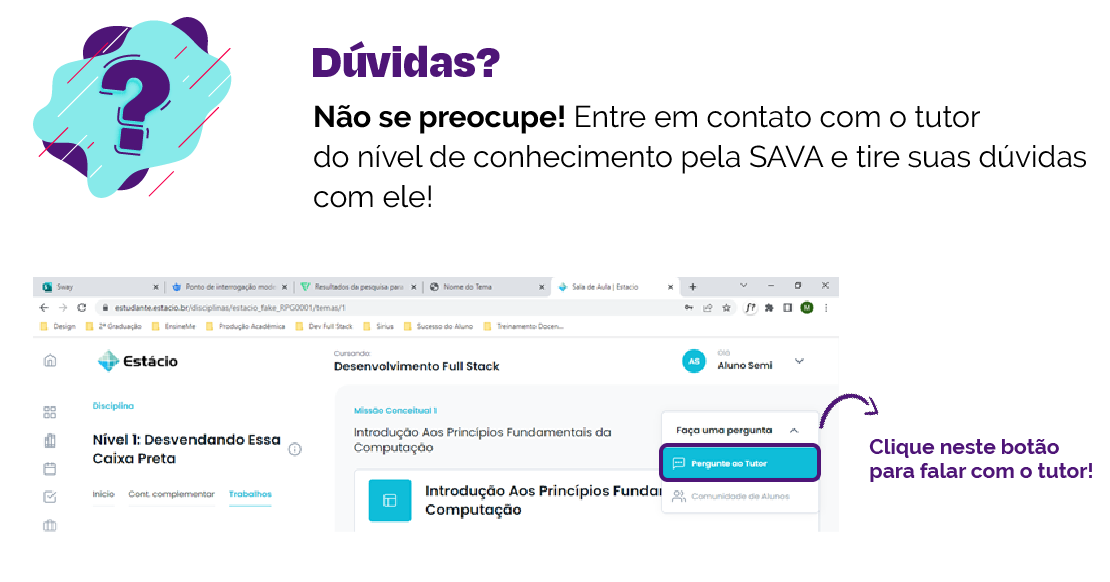 Dúvidas?
Não se preocupe! Entre em contato com o tutor
do nível de conhecimento pela SAVA e tire suas dúvidas
com ele!
Sway
Ponto de interrogação mode
Resultados da pesquisa para
Nome do Tema
Sala de Aula | Estacio
estudante.estacio.br/disciplinas/estacio_fake_RPG0001/temas/1
Design
2ª Graduação
EnsineMe
Produção Acadêmica
Dev Full Stack
Sirius
Sucesso do Aluno
Treinamento Docen...
Estácio
Cursando
Desenvolvimento Full Stack
AS
Olá
Aluno Semi
Disciplina
Nível 1: Desvendando Essa
Caixa Preta
Início
Cont. complementar
Trabalhos
Missão Conceitual 1
Introdução Aos Princípios Fundamentais da
Computação
Introdução Aos Princípios Fundar
Computação
Faça uma pergunta
Pergunte ao Tutor
Comunidade de Alunos
Clique neste botão
para falar com o tutor!